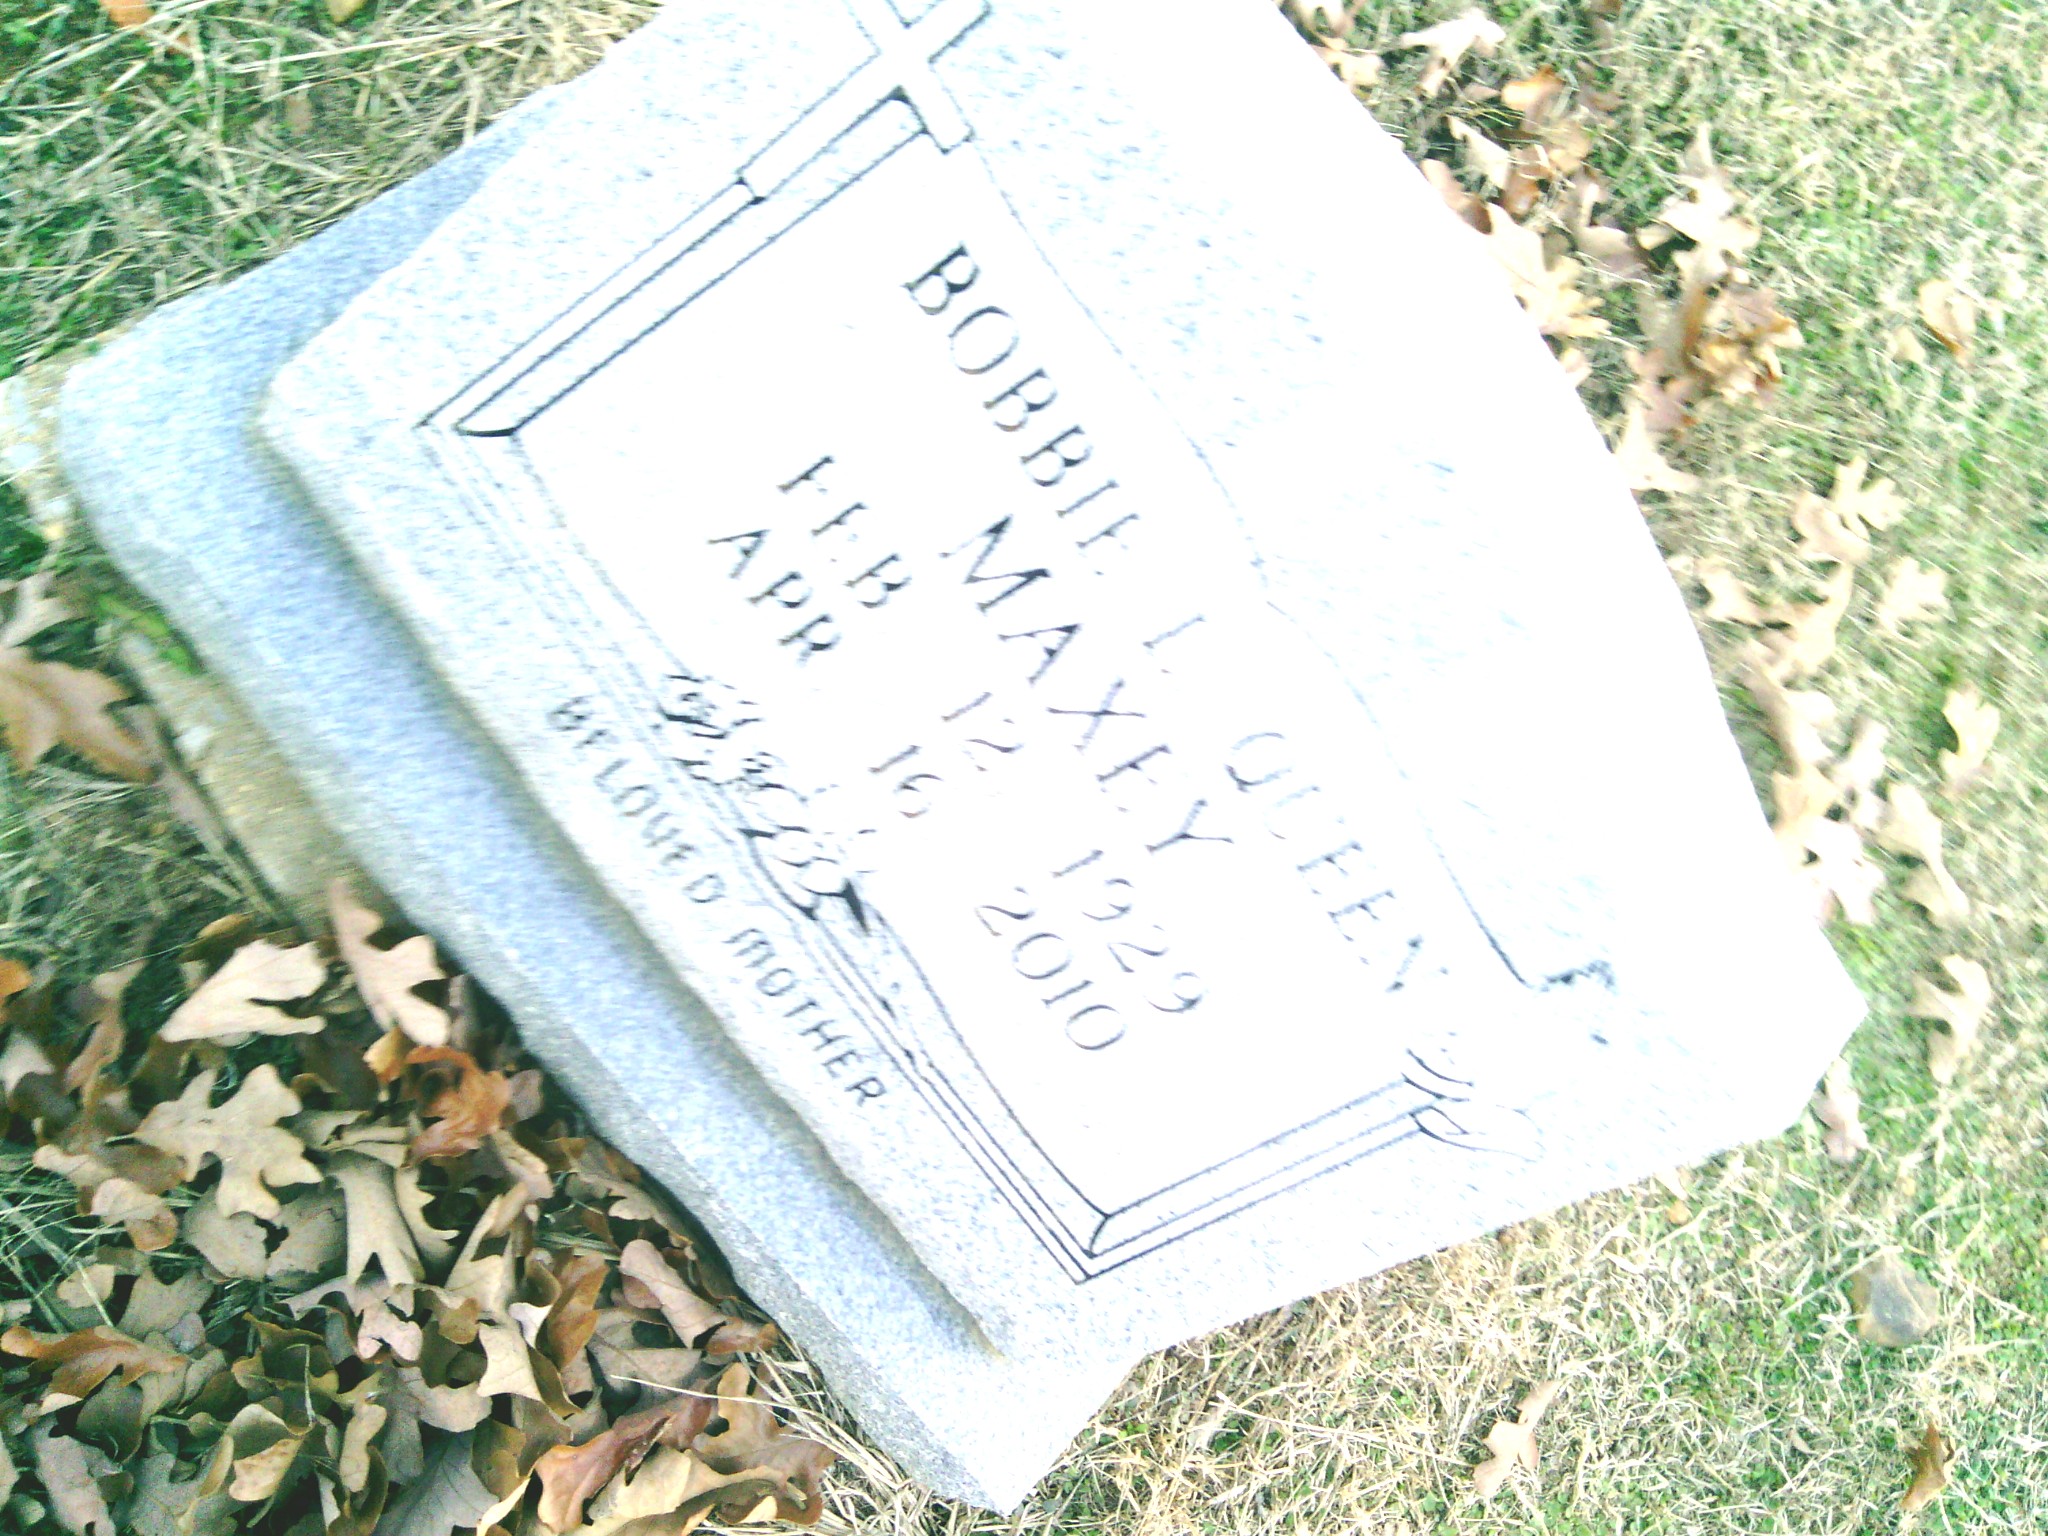 BOBBIE L. QUEEN
MAXEY
FEB 12 1929
APR 16 2010
BELOVED MOTHER